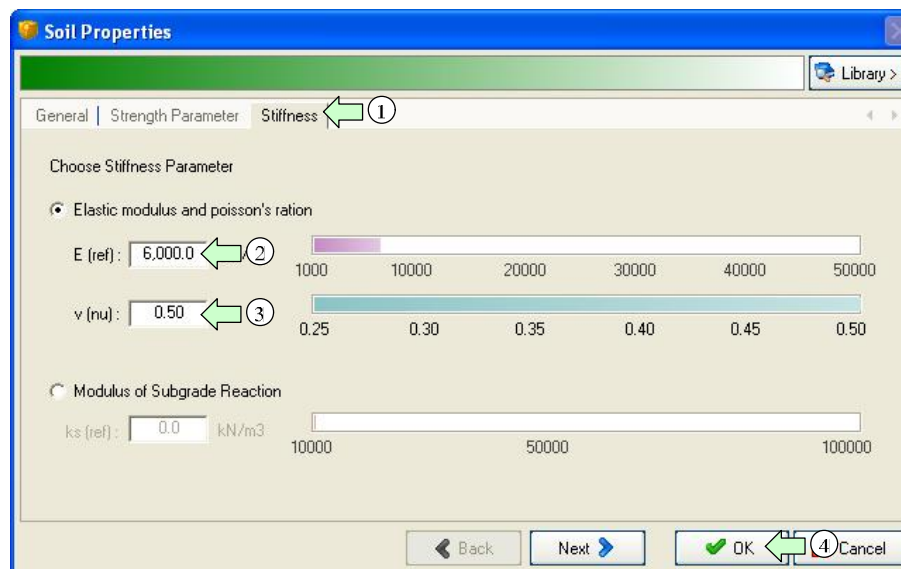 Soil Properties
Library >
General | Strength Parameter Stiffness ①
Choose Stiffness Parameter
Elastic modulus and poisson's ration
E (ref) : 6,000.0 ②
1000 10000 20000 30000 40000 50000
v (nu) : 0.50 ③
0.25 0.30 0.35 0.40 0.45 0.50
Modulus of Subgrade Reaction
ks (ref) : 0.0 kN/m3
10000 50000 100000
Back Next OK ④ Cancel